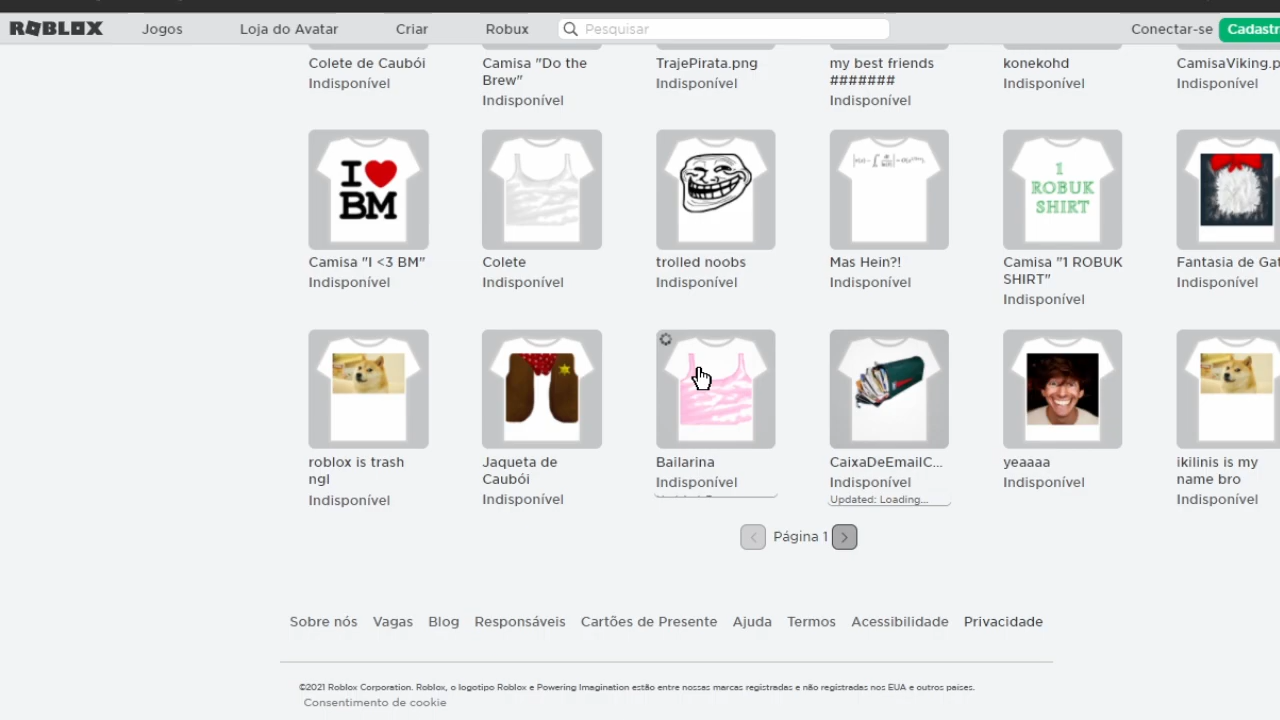 ROBLOX
Jogos
Loja do Avatar
Criar
Robux
Pesquisar
Conectar-se
Cadastr
Colete de Caubói
Indisponível
Camisa "Do the
Brew"
Indisponível
TrajePirata.png
Indisponível
my best friends
#######
Indisponível
konekohd
Indisponível
CamisaViking.p
Indisponível
I
BM
1
ROBUK
SHIRT
Camisa "I <3 BM"
Indisponível
Colete
Indisponível
trolled noobs
Indisponível
Mas Hein?!
Indisponível
Camisa "1 ROBUK
SHIRT"
Indisponível
Fantasia de Gat
Indisponível
roblox is trash
ngl
Indisponível
Jaqueta de
Caubói
Indisponível
Bailarina
Indisponível
CaixaDeEmailC...
Indisponível
Updated: Loading...
yeaaaa
Indisponível
ikilinis is my
name bro
Indisponível
Página 1
Sobre nós
Vagas
Blog
Responsáveis
Cartões de Presente
Ajuda
Termos
Acessibilidade
Privacidade
©2021 Roblox Corporation. Roblox, o logotipo Roblox e Powering Imagination estão entre nossas marcas registradas e não registradas nos EUA e outros países.
Consentimento de cookie